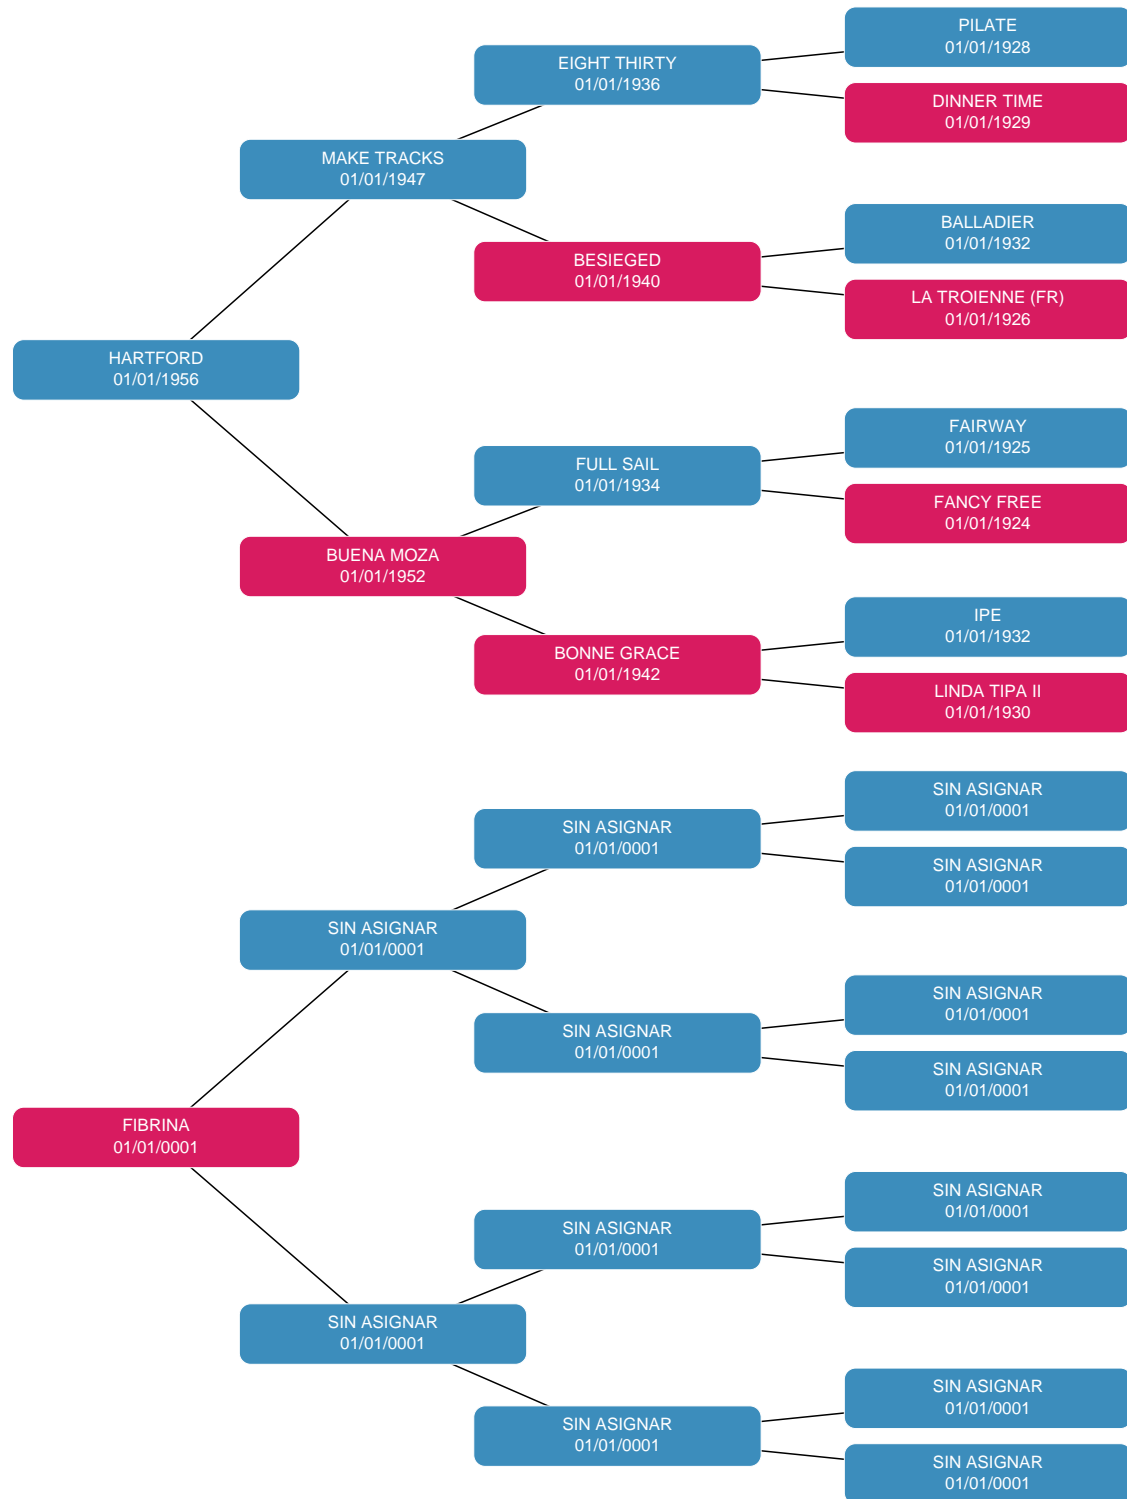 PILATE
01/01/1928
EIGHT THIRTY
01/01/1936
DINNER TIME
01/01/1929
MAKE TRACKS
01/01/1947
BALLADIER
01/01/1932
BESIEGED
01/01/1940
LA TROIENNE (FR)
01/01/1926
HARTFORD
01/01/1956
FAIRWAY
01/01/1925
FULL SAIL
01/01/1934
FANCY FREE
01/01/1924
BUENA MOZA
01/01/1952
IPE
01/01/1932
BONNE GRACE
01/01/1942
LINDA TIPA II
01/01/1930
SIN ASIGNAR
01/01/0001
SIN ASIGNAR
01/01/0001
SIN ASIGNAR
01/01/0001
SIN ASIGNAR
01/01/0001
SIN ASIGNAR
01/01/0001
SIN ASIGNAR
01/01/0001
SIN ASIGNAR
01/01/0001
FIBRINA
01/01/0001
SIN ASIGNAR
01/01/0001
SIN ASIGNAR
01/01/0001
SIN ASIGNAR
01/01/0001
SIN ASIGNAR
01/01/0001
SIN ASIGNAR
01/01/0001
SIN ASIGNAR
01/01/0001
SIN ASIGNAR
01/01/0001